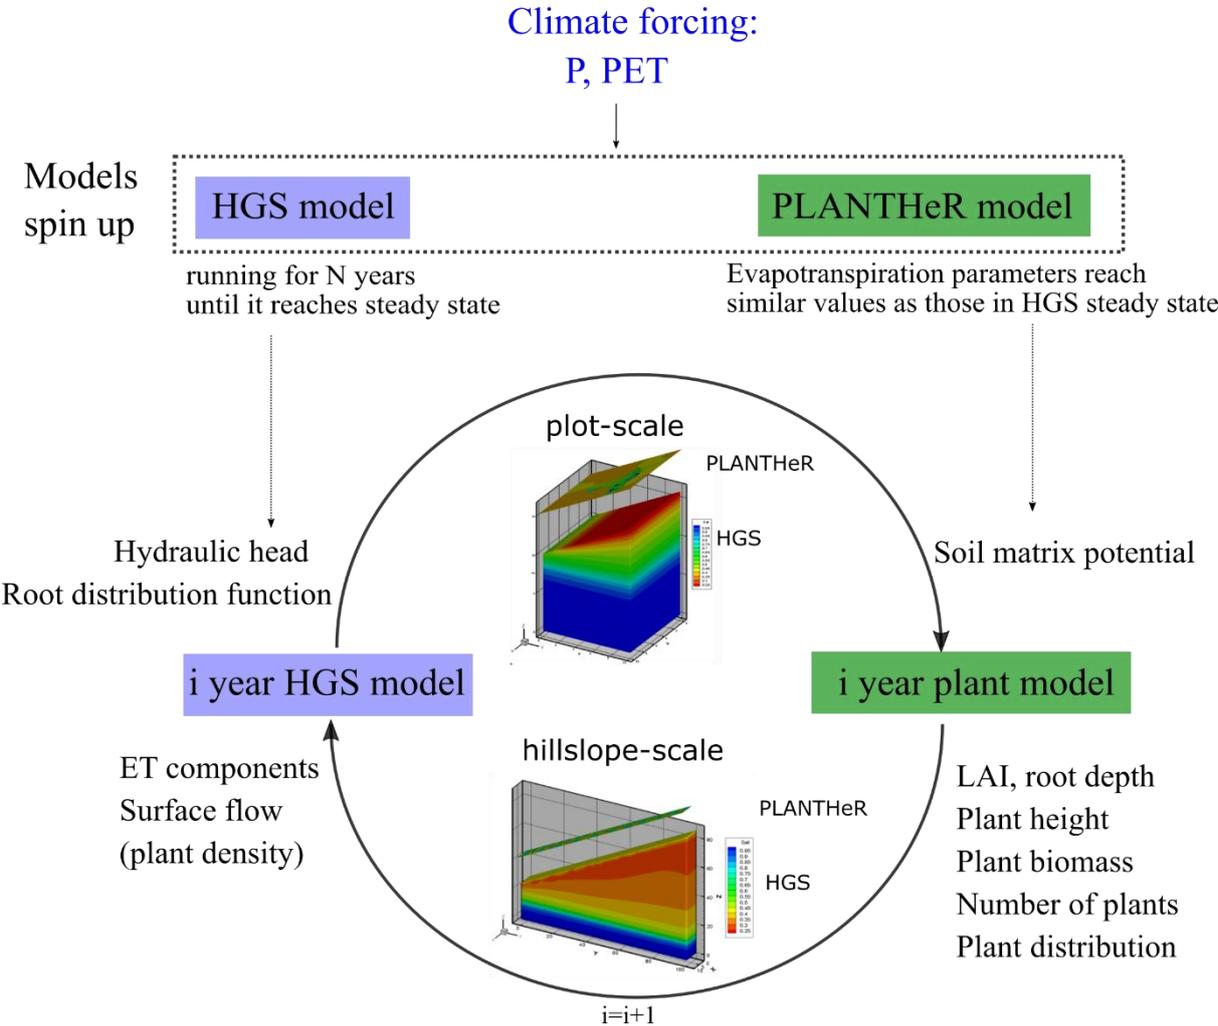 Climate forcing:
P, PET
Models
spin up
HGS model
PLANTHeR model
running for N years
until it reaches steady state
Evapotranspiration parameters reach
similar values as those in HGS steady state
plot-scale
PLANTHeR
HGS
Hydraulic head
Root distribution function
Soil matrix potential
i year HGS model
i year plant model
hillslope-scale
PLANTHeR
HGS
ET components
Surface flow
(plant density)
LAI, root depth
Plant height
Plant biomass
Number of plants
Plant distribution
i=i+1